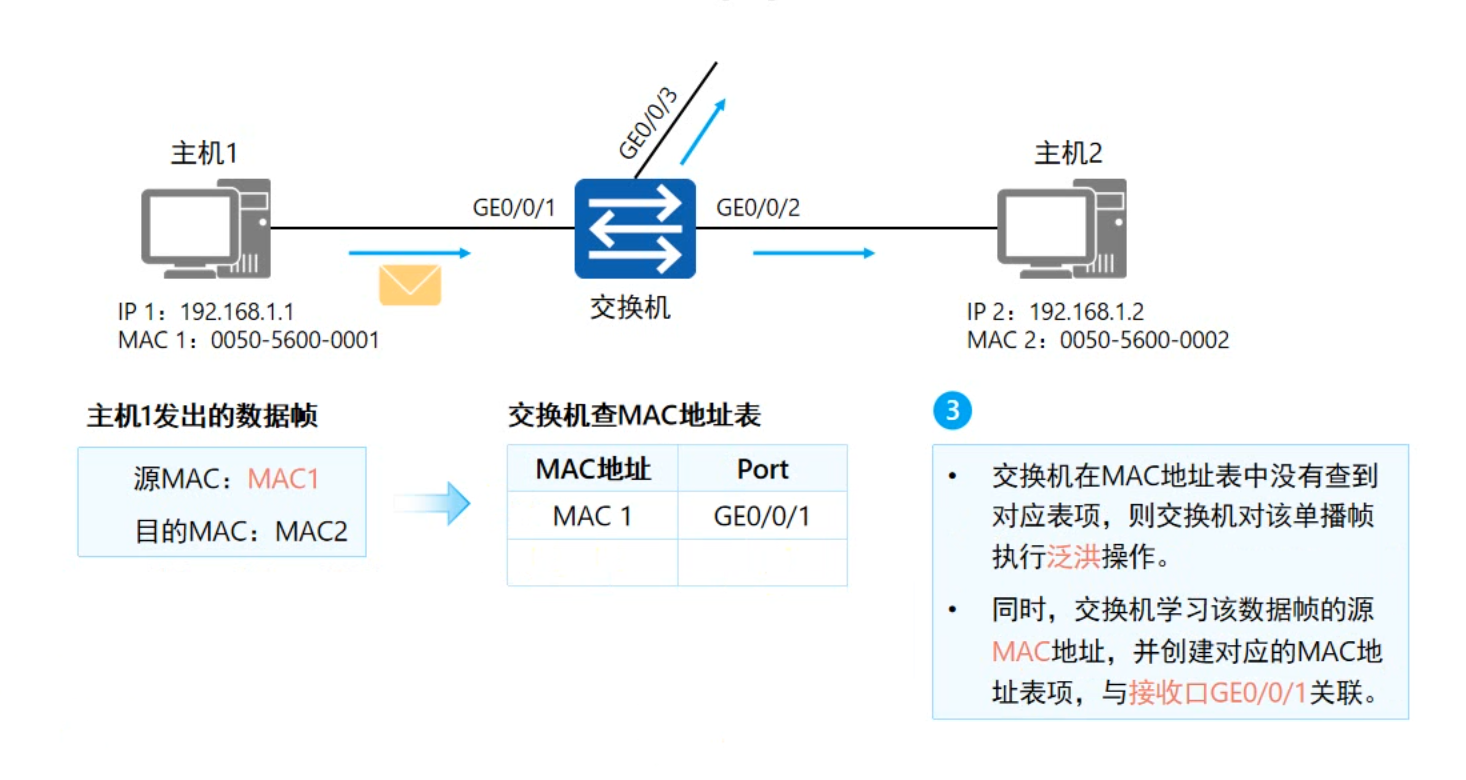 GE0/0/3
主机1
主机2
GE0/0/1
GE0/0/2
交换机
IP 1：192.168.1.1
MAC 1：0050-5600-0001
IP 2：192.168.1.2
MAC 2：0050-5600-0002
主机1发出的数据帧
源MAC：MAC1
目的MAC：MAC2
交换机查MAC地址表
MAC地址 Port
MAC 1 GE0/0/1
3
• 交换机在MAC地址表中没有查到
对应表项，则交换机对该单播帧
执行泛洪操作。
• 同时，交换机学习该数据帧的源
MAC地址，并创建对应的MAC地
址表项，与接收口GE0/0/1关联。